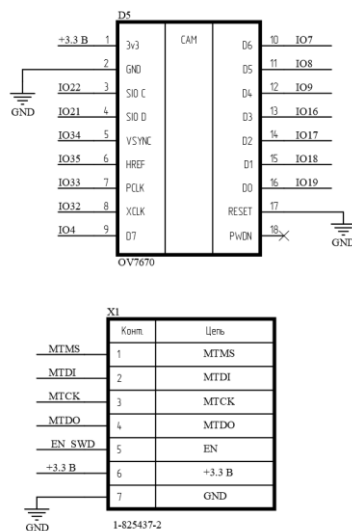 D5
+3.3 В 1 3v3 CAM D6 10 IO7
2 GND D5 11 IO8
GND
IO22 3 SIO C D4 12 IO9
IO21 4 SIO D D3 13 IO16
IO34 5 VSYNC D2 14 IO17
IO35 6 HREF D1 15 IO18
IO33 7 PCLK D0 16 IO19
IO32 8 XCLK RESET 17
IO4 9 D7 PWDN 18
GND
OV7670
X1
Конт. Цепь
MTMS 1 MTMS
MTDI 2 MTDI
MTCK 3 MTCK
MTDO 4 MTDO
EN_SWD 5 EN
+3.3 В 6 +3.3 В
7 GND
GND
1-825437-2